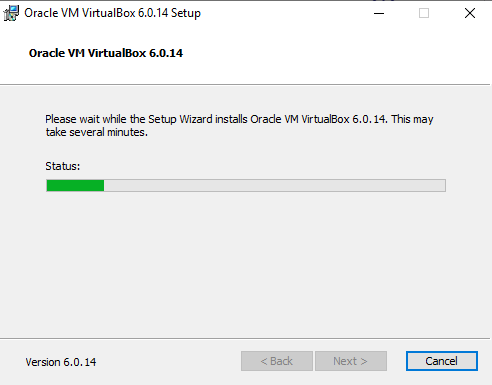 Oracle VM VirtualBox 6.0.14 Setup
Oracle VM VirtualBox 6.0.14
Please wait while the Setup Wizard installs Oracle VM VirtualBox 6.0.14. This may
take several minutes.
Status:
Version 6.0.14
< Back
Next >
Cancel